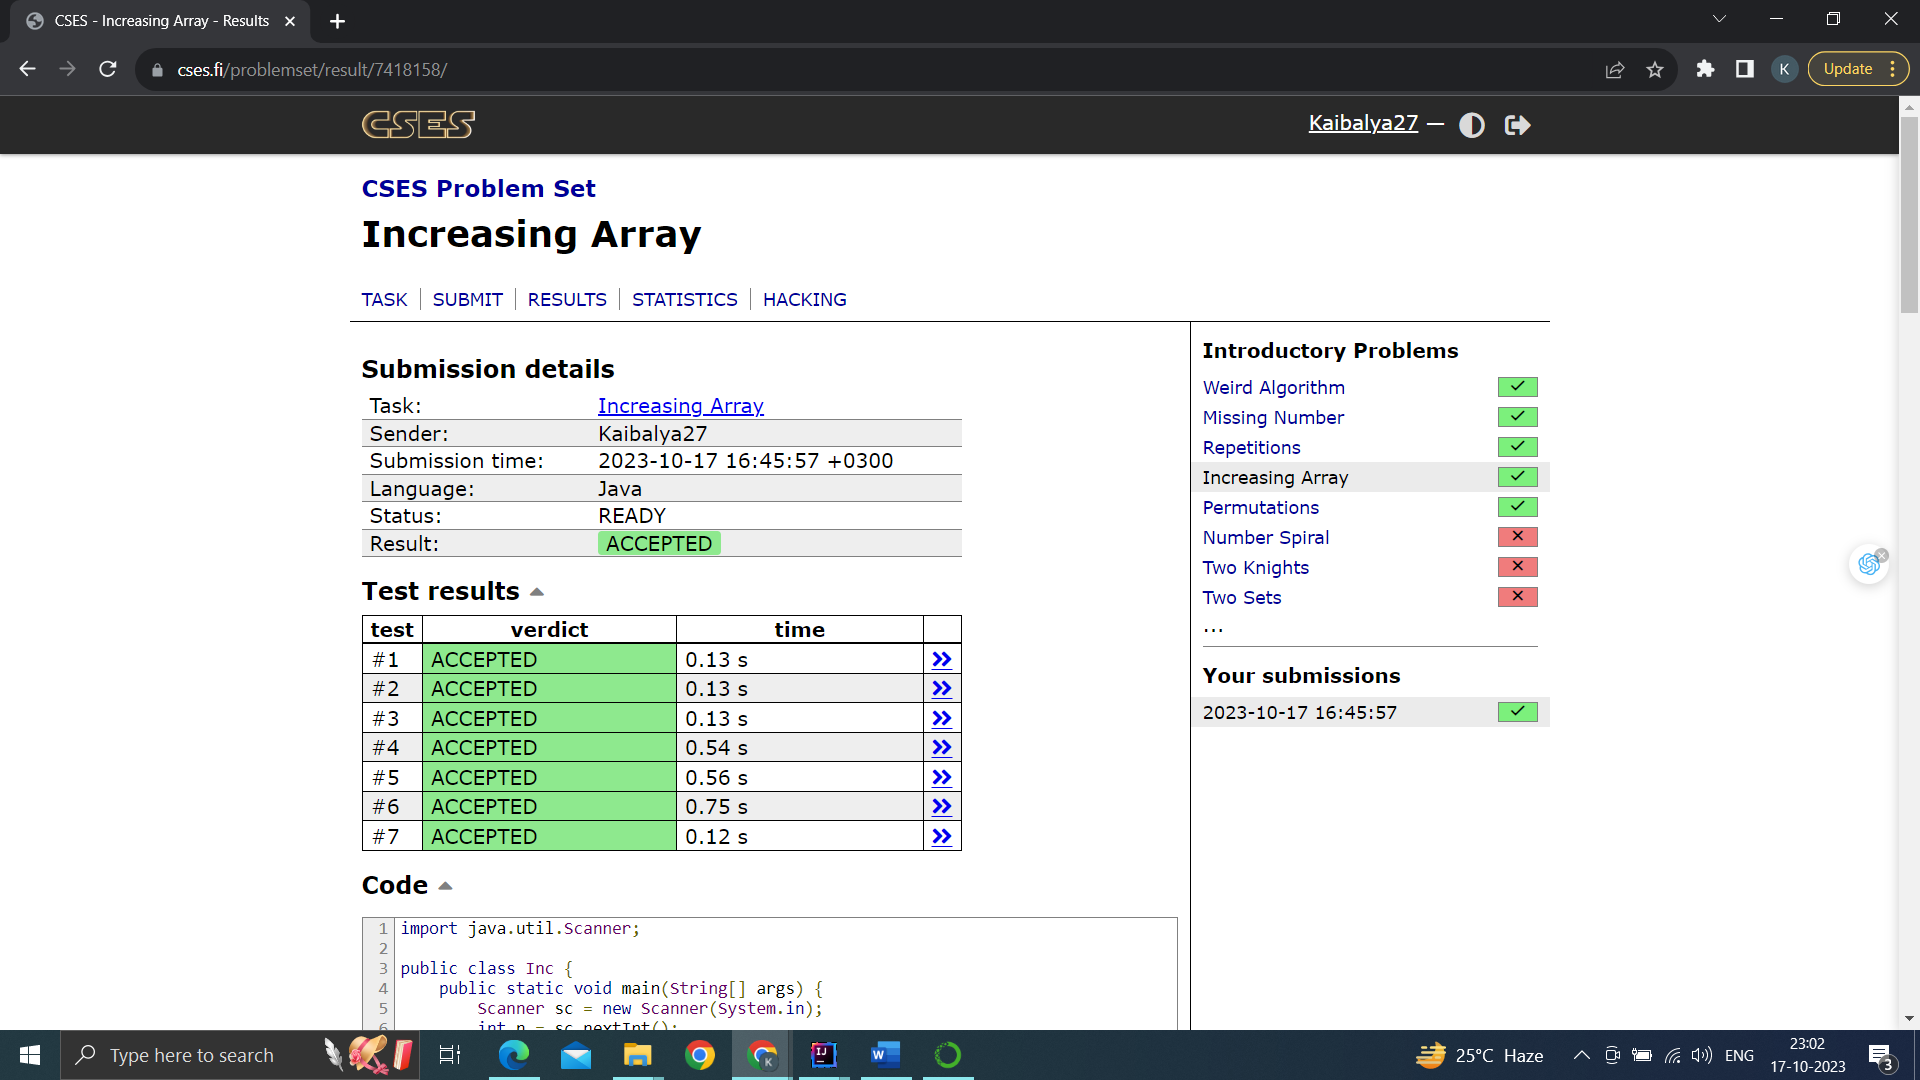 CSES - Increasing Array - Results
cses.fi/problemset/result/7418158/
K
Update
CSES
Kaibalya27 —
CSES Problem Set
Increasing Array
TASK | SUBMIT | RESULTS | STATISTICS | HACKING
Submission details
Task: Increasing Array
Sender: Kaibalya27
Submission time: 2023-10-17 16:45:57 +0300
Language: Java
Status: READY
Result: ACCEPTED
Test results
test verdict time
#1 ACCEPTED 0.13 s >>
#2 ACCEPTED 0.13 s >>
#3 ACCEPTED 0.13 s >>
#4 ACCEPTED 0.54 s >>
#5 ACCEPTED 0.56 s >>
#6 ACCEPTED 0.75 s >>
#7 ACCEPTED 0.12 s >>
Code
1 import java.util.Scanner;
2
3 public class Inc {
4 public static void main(String[] args) {
5 Scanner sc = new Scanner(System.in);
6 int n = sc.nextInt();
Introductory Problems
Weird Algorithm
Missing Number
Repetitions
Increasing Array
Permutations
Number Spiral
Two Knights
Two Sets
...
Your submissions
2023-10-17 16:45:57
Type here to search
25°C Haze
ENG
23:02
17-10-2023
3